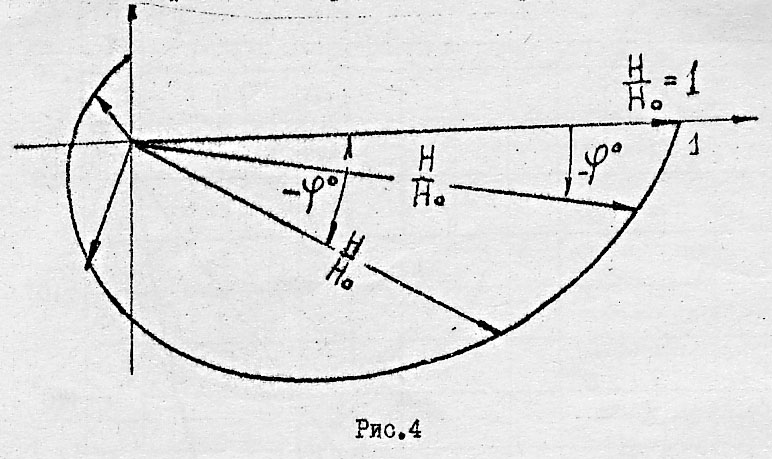 H/H₀ = 1
1
-φ°
H/H₀
-φ°
H/H₀
Рис.4